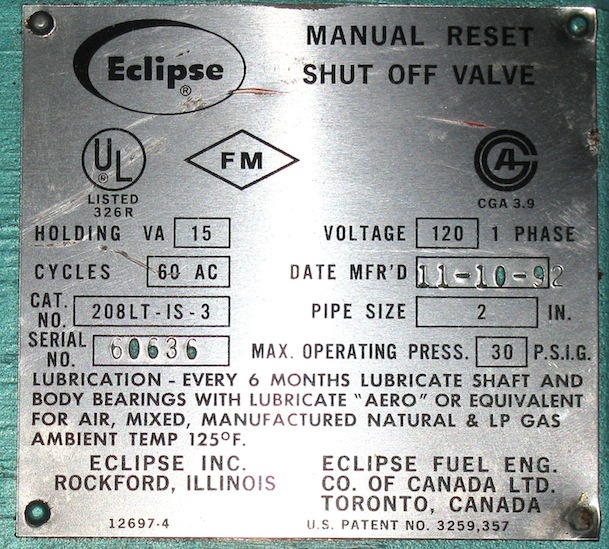 Eclipse ®
MANUAL RESET
SHUT OFF VALVE
UL ®
LISTED
326R
FM
CGA 3.9
HOLDING VA 15
VOLTAGE 120 1 PHASE
CYCLES 60 AC
DATE MFR'D 11-10-92
CAT. NO. 208LT-IS-3
PIPE SIZE 2 IN.
SERIAL NO. 60636
MAX. OPERATING PRESS. 30 P.S.I.G.
LUBRICATION - EVERY 6 MONTHS LUBRICATE SHAFT AND
BODY BEARINGS WITH LUBRICATE "AERO" OR EQUIVALENT
FOR AIR, MIXED, MANUFACTURED NATURAL & LP GAS
AMBIENT TEMP 125°F.
ECLIPSE INC.
ROCKFORD, ILLINOIS
ECLIPSE FUEL ENG.
CO. OF CANADA LTD.
TORONTO, CANADA
12697-4
U.S. PATENT NO. 3259,357